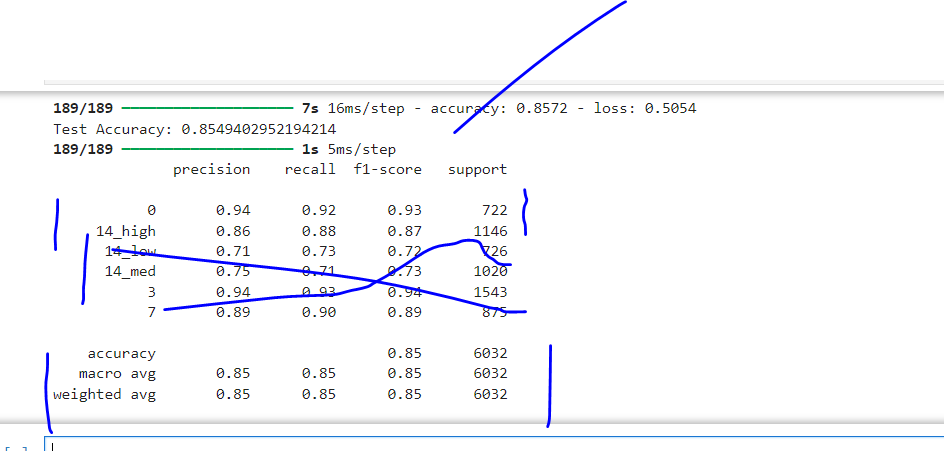 189/189 ━━━━━━━━━━━━━━━━━━━━ 7s 16ms/step - accuracy: 0.8572 - loss: 0.5054
Test Accuracy: 0.8549402952194214
189/189 ━━━━━━━━━━━━━━━━━━━━ 1s 5ms/step
precision recall f1-score support
0 0.94 0.92 0.93 722
14_high 0.86 0.88 0.87 1146
14_low 0.71 0.73 0.72 726
14_med 0.75 0.71 0.73 1020
3 0.94 0.93 0.94 1543
7 0.89 0.90 0.89 875
accuracy 0.85 6032
macro avg 0.85 0.85 0.85 6032
weighted avg 0.85 0.85 0.85 6032